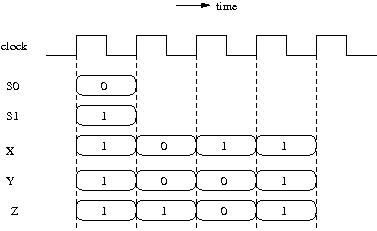 time
clock
S0 0
S1 1
X 1 0 1 1
Y 1 0 0 1
Z 1 1 0 1